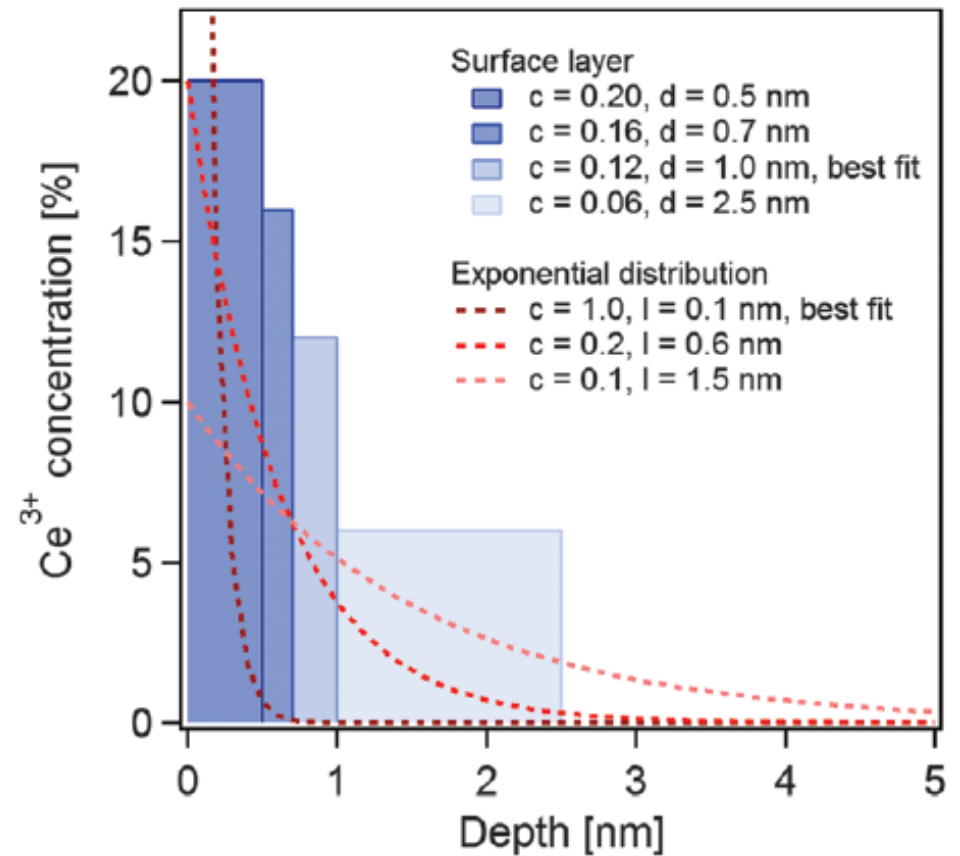 Surface layer
c = 0.20, d = 0.5 nm
c = 0.16, d = 0.7 nm
c = 0.12, d = 1.0 nm, best fit
c = 0.06, d = 2.5 nm
Exponential distribution
c = 1.0, l = 0.1 nm, best fit
c = 0.2, l = 0.6 nm
c = 0.1, l = 1.5 nm
Ce³⁺ concentration [%]
20
15
10
5
0
0 1 2 3 4 5
Depth [nm]